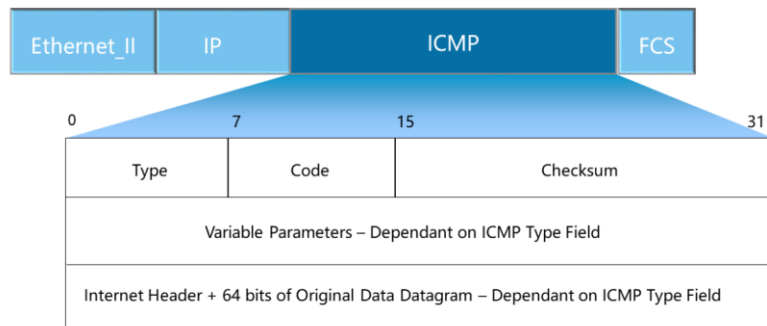 Ethernet_II IP ICMP FCS
0 7 15 31
Type Code Checksum
Variable Parameters – Dependant on ICMP Type Field
Internet Header + 64 bits of Original Data Datagram – Dependant on ICMP Type Field